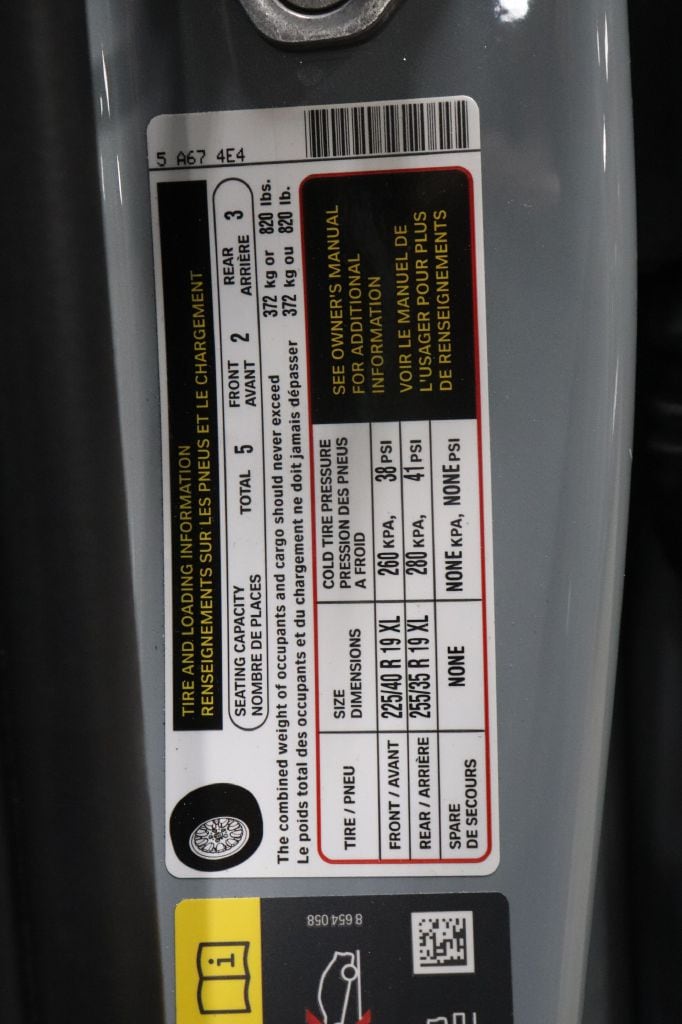 5 A67 4E4
TIRE AND LOADING INFORMATION
RENSEIGNEMENTS SUR LES PNEUS ET LE CHARGEMENT
SEATING CAPACITY
NOMBRE DE PLACES
TOTAL 5
FRONT
AVANT 2
REAR
ARRIÈRE 3
The combined weight of occupants and cargo should never exceed 372 kg or 820 lbs.
Le poids total des occupants et du chargement ne doit jamais dépasser 372 kg ou 820 lb.
TIRE / PNEU
SIZE
DIMENSIONS
COLD TIRE PRESSURE
PRESSION DES PNEUS
A FROID
FRONT / AVANT 225/40 R 19 XL 260 KPA, 38 PSI
REAR / ARRIÈRE 255/35 R 19 XL 280 KPA, 41 PSI
SPARE
DE SECOURS
NONE NONE KPA, NONE PSI
SEE OWNER'S MANUAL
FOR ADDITIONAL
INFORMATION
VOIR LE MANUEL DE
L'USAGER POUR PLUS
DE RENSEIGNEMENTS
8 654 058